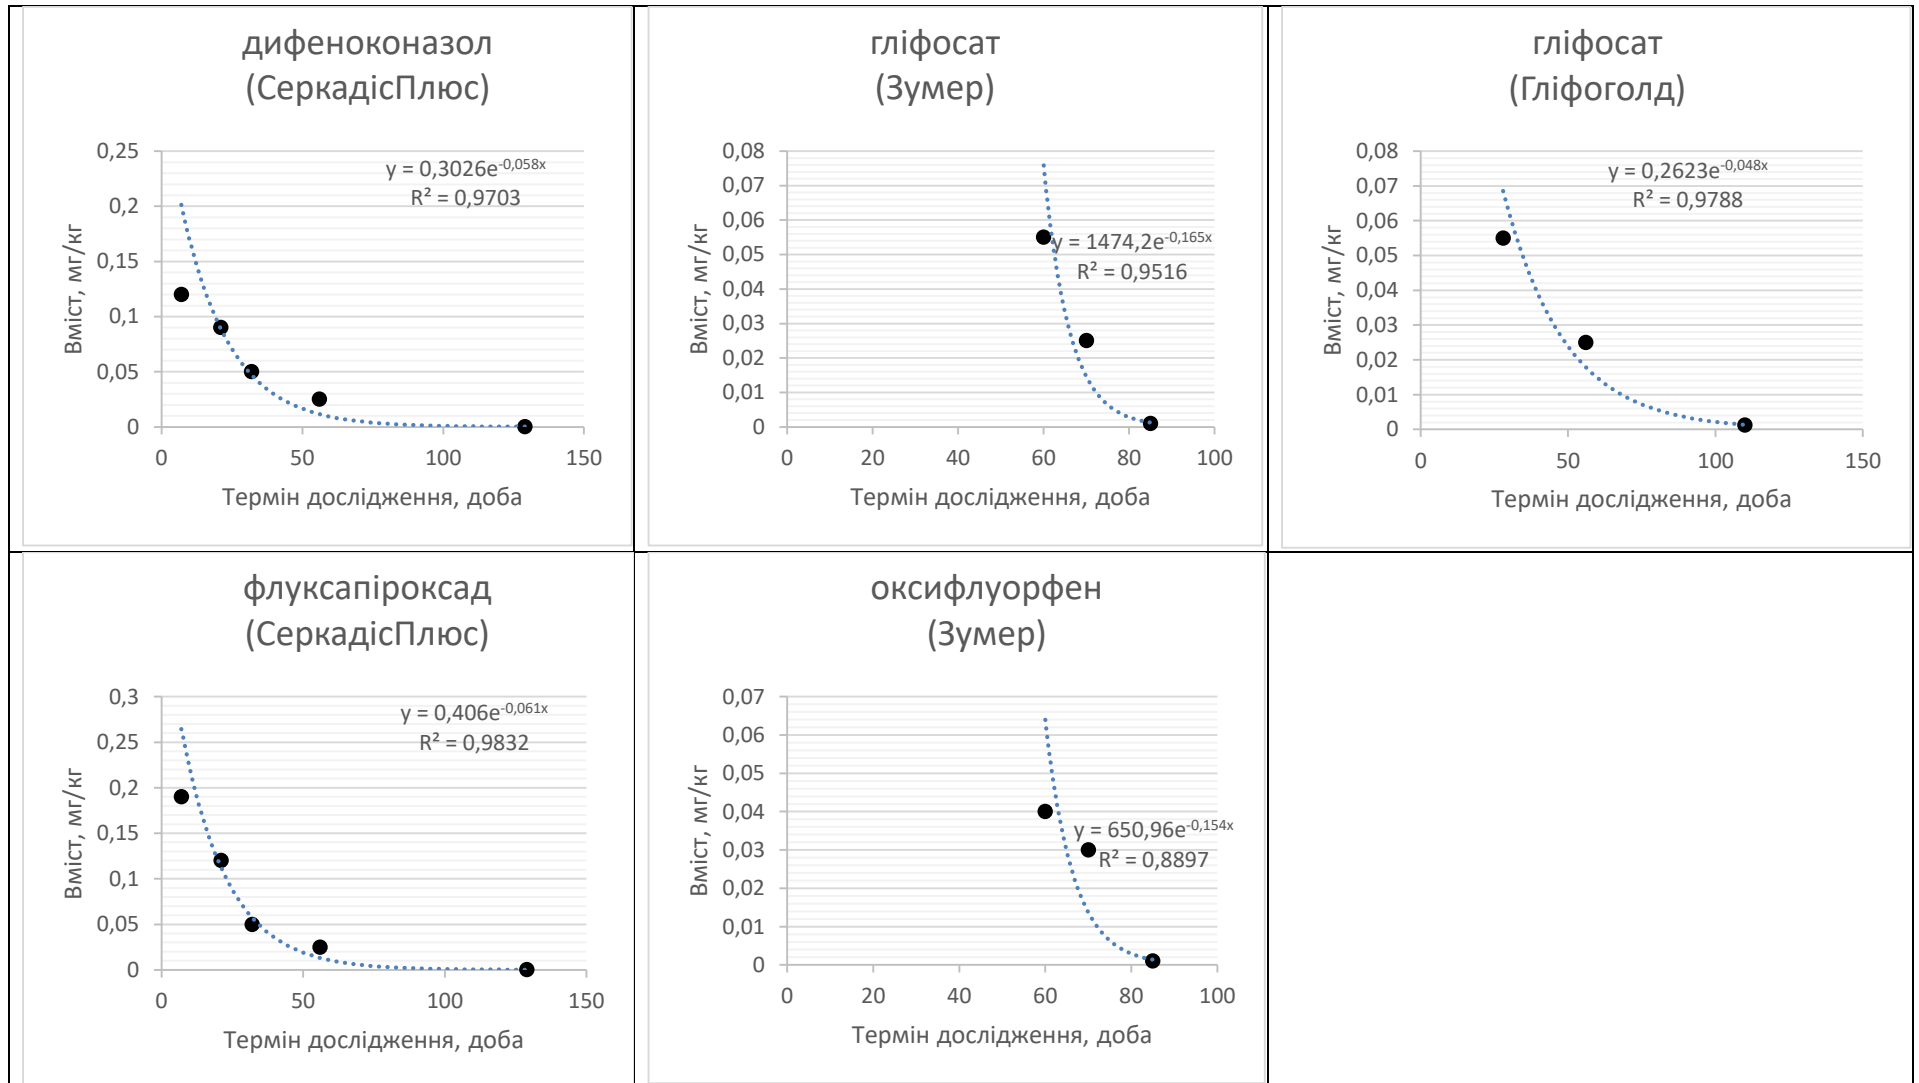 дифеноконазол
(СеркадісПлюс)
0,25
0,2
0,15
0,1
0,05
0
0 50 100 150
Вміст, мг/кг
Термін дослідження, доба
y = 0,3026e^-0,058x
R² = 0,9703
гліфосат
(Зумер)
0,08
0,07
0,06
0,05
0,04
0,03
0,02
0,01
0
0 20 40 60 80 100
Вміст, мг/кг
Термін дослідження, доба
y = 1474,2e^-0,165x
R² = 0,9516
гліфосат
(Гліфоголд)
0,08
0,07
0,06
0,05
0,04
0,03
0,02
0,01
0
0 50 100 150
Вміст, мг/кг
Термін дослідження, доба
y = 0,2623e^-0,048x
R² = 0,9788
флуксапіроксад
(СеркадісПлюс)
0,3
0,25
0,2
0,15
0,1
0,05
0
0 50 100 150
Вміст, мг/кг
Термін дослідження, доба
y = 0,406e^-0,061x
R² = 0,9832
оксифлуорфен
(Зумер)
0,07
0,06
0,05
0,04
0,03
0,02
0,01
0
0 20 40 60 80 100
Вміст, мг/кг
Термін дослідження, доба
y = 650,96e^-0,154x
R² = 0,8897